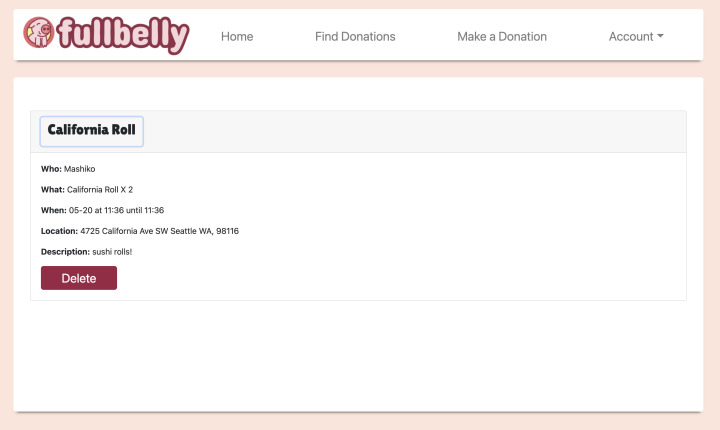 fullbelly
Home Find Donations Make a Donation Account
California Roll
Who: Mashiko
What: California Roll X 2
When: 05-20 at 11:36 until 11:36
Location: 4725 California Ave SW Seattle WA, 98116
Description: sushi rolls!
Delete